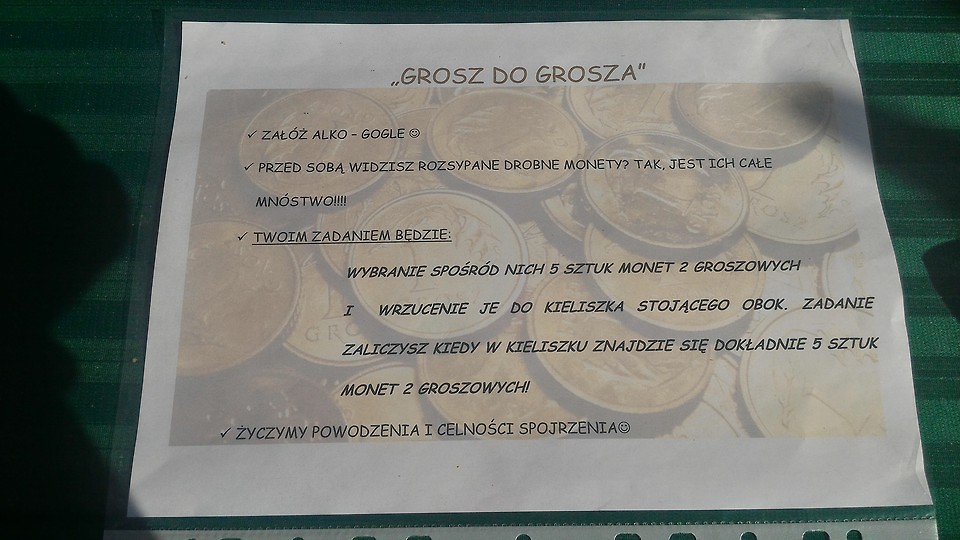 „GROSZ DO GROSZA"
✓ ZAŁÓŻ ALKO – GOGLE ☺
✓ PRZED SOBĄ WIDZISZ ROZSYPANE DROBNE MONETY? TAK, JEST ICH CAŁE
MNÓSTWO!!!!
✓ TWOIM ZADANIEM BĘDZIE:
WYBRANIE SPOŚRÓD NICH 5 SZTUK MONET 2 GROSZOWYCH
I WRZUCENIE JE DO KIELISZKA STOJĄCEGO OBOK. ZADANIE
ZALICZYSZ KIEDY W KIELISZKU ZNAJDZIE SIĘ DOKŁADNIE 5 SZTUK
MONET 2 GROSZOWYCH!
✓ ŻYCZYMY POWODZENIA I CELNOŚCI SPOJRZENIA☺